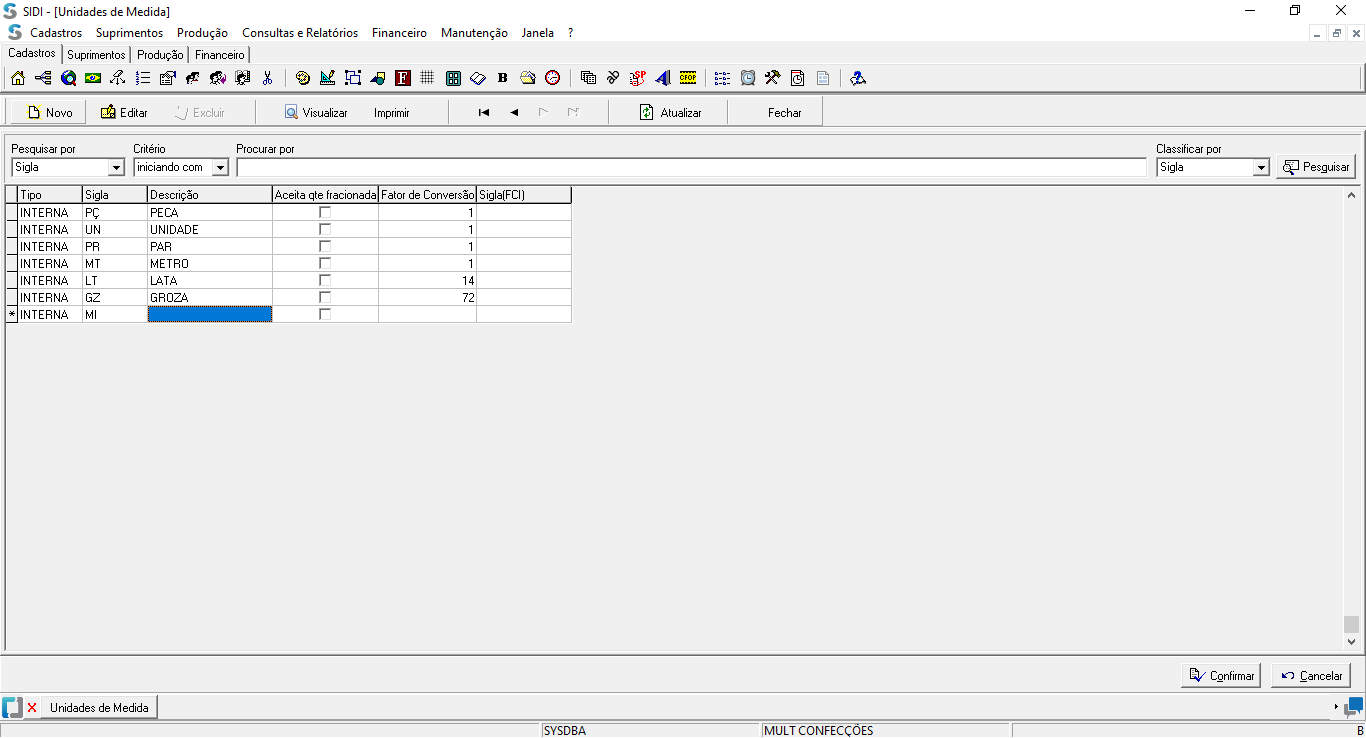 SIDI - [Unidades de Medida]
Cadastros Suprimentos Produção Consultas e Relatórios Financeiro Manutenção Janela ?
Cadastros Suprimentos Produção Financeiro
F B SP CFOP
Novo Editar Excluir Visualizar Imprimir Atualizar Fechar
Pesquisar por Critério Procurar por Classificar por
Sigla iniciando com Sigla Pesquisar
Tipo Sigla Descrição Aceita qte fracionada Fator de Conversão Sigla(FCI)
INTERNA PÇ PECA 1
INTERNA UN UNIDADE 1
INTERNA PR PAR 1
INTERNA MT METRO 1
INTERNA LT LATA 14
INTERNA GZ GROZA 72
* INTERNA MI
Confirmar Cancelar
Unidades de Medida
SYSDBA MULT CONFECÇÕES B